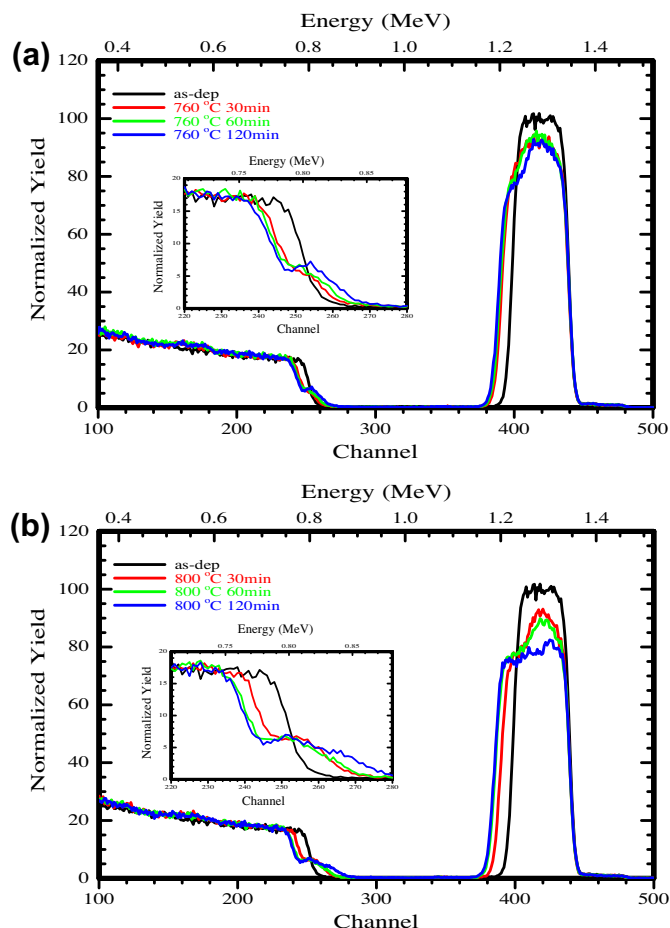 Energy (MeV)
0.4 0.6 0.8 1.0 1.2 1.4
(a)
120
100
80
60
40
20
0
Normalized Yield
as-dep
760 °C 30min
760 °C 60min
760 °C 120min
Energy (MeV)
0.75 0.80 0.85
20
15
10
5
0
Normalized Yield
220 230 240 250 260 270 280
Channel
100 200 300 400 500
Channel
Energy (MeV)
0.4 0.6 0.8 1.0 1.2 1.4
(b)
120
100
80
60
40
20
0
Normalized Yield
as-dep
800 °C 30min
800 °C 60min
800 °C 120min
Energy (MeV)
0.75 0.80 0.85
20
15
10
5
0
Normalized Yield
220 230 240 250 260 270 280
Channel
100 200 300 400 500
Channel